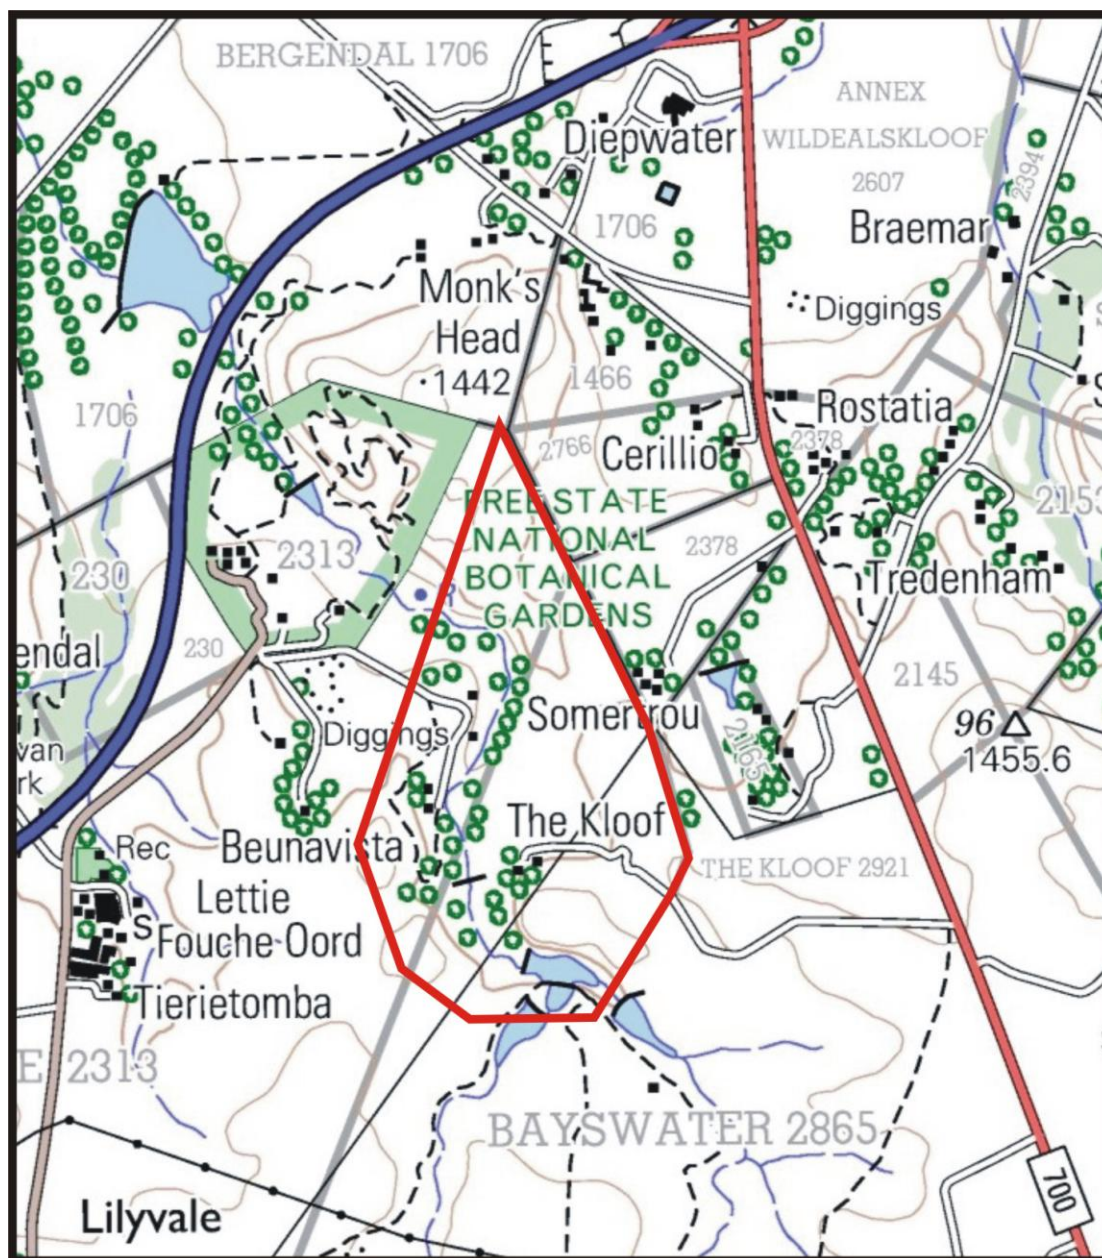 BERGENDAL 1706
ANNEX
WILDEALSKLOOF
2607
Diepwater
2394
1706
Braemar
Monk's
Head
1442
Diggings
1466
1706
Rostatia
2766
Cerillio
2378
FREE STATE
NATIONAL
BOTANICAL
GARDENS
2153
2313
2378
230
Tredenham
230
endal
2145
Somertrou
96
1455.6
Diggings
van
rk
2165
The Kloof
Rec
Beunavista
THE KLOOF 2921
Lettie
S
Fouche Oord
Tierietomba
E 2313
BAYSWATER 2865
700
Lilyvale